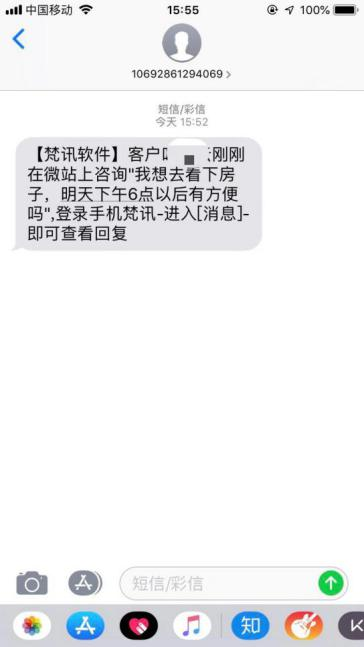 中国移动
15:55
100%
10692861294069
短信/彩信
今天 15:52
【梵讯软件】客户 刚刚
在微站上咨询"我想去看下房
子，明天下午6点以后有方便
吗",登录手机梵讯-进入[消息]-
即可查看回复
短信/彩信
知
K